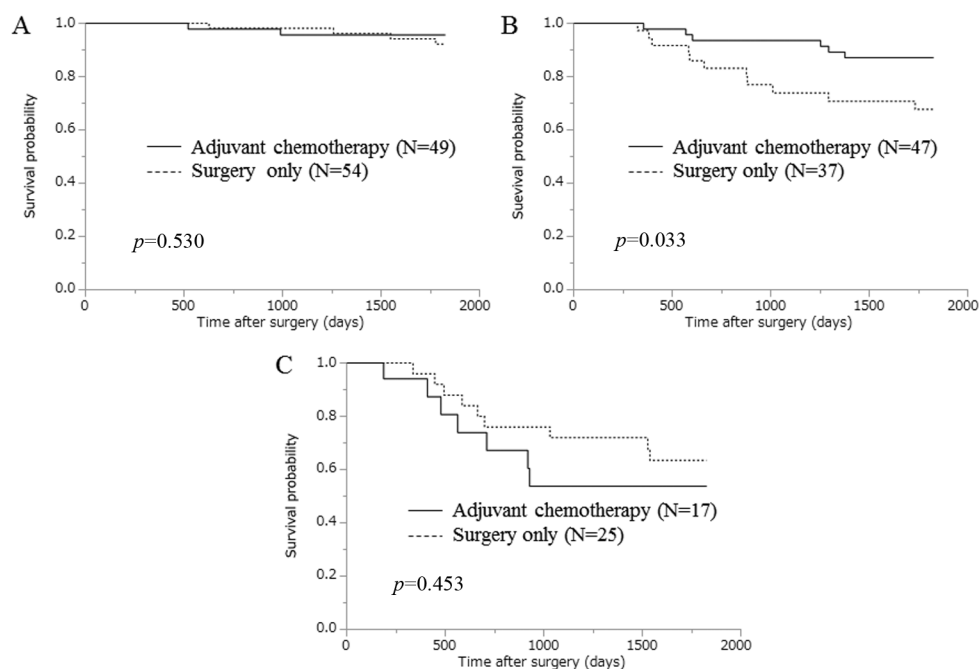 A
1.0
0.8
0.6
0.4
0.2
0.0
Survival probability
Adjuvant chemotherapy (N=49)
Surgery only (N=54)
p=0.530
0 500 1000 1500 2000
Time after surgery (days)
B
1.0
0.8
0.6
0.4
0.2
0.0
Suevival probability
Adjuvant chemotherapy (N=47)
Surgery only (N=37)
p=0.033
0 500 1000 1500 2000
Time after surgery (days)
C
1.0
0.8
0.6
0.4
0.2
0.0
Survival probability
Adjuvant chemotherapy (N=17)
Surgery only (N=25)
p=0.453
0 500 1000 1500 2000
Time after surgery (days)